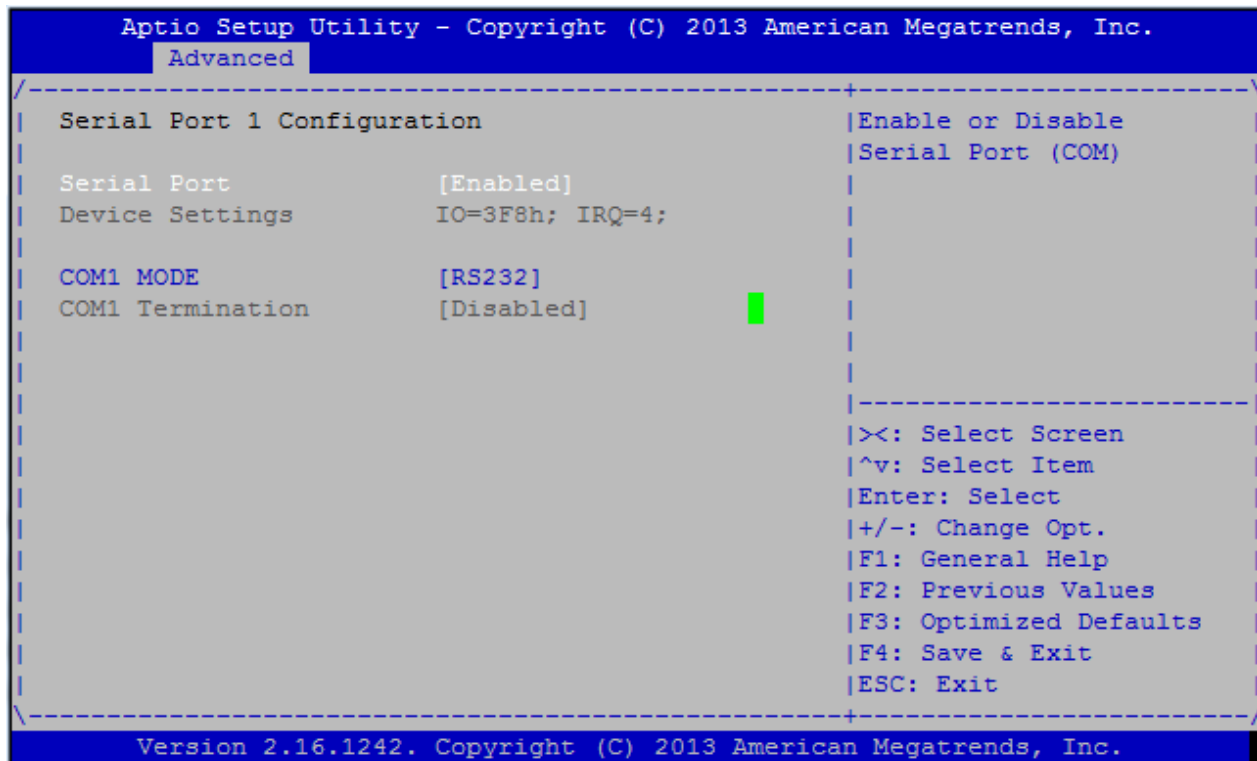 Aptio Setup Utility - Copyright (C) 2013 American Megatrends, Inc.
Advanced
Serial Port 1 Configuration
Enable or Disable
Serial Port (COM)
Serial Port [Enabled]
Device Settings IO=3F8h; IRQ=4;
COM1 MODE [RS232]
COM1 Termination [Disabled]
><: Select Screen
^v: Select Item
Enter: Select
+/-: Change Opt.
F1: General Help
F2: Previous Values
F3: Optimized Defaults
F4: Save & Exit
ESC: Exit
Version 2.16.1242. Copyright (C) 2013 American Megatrends, Inc.